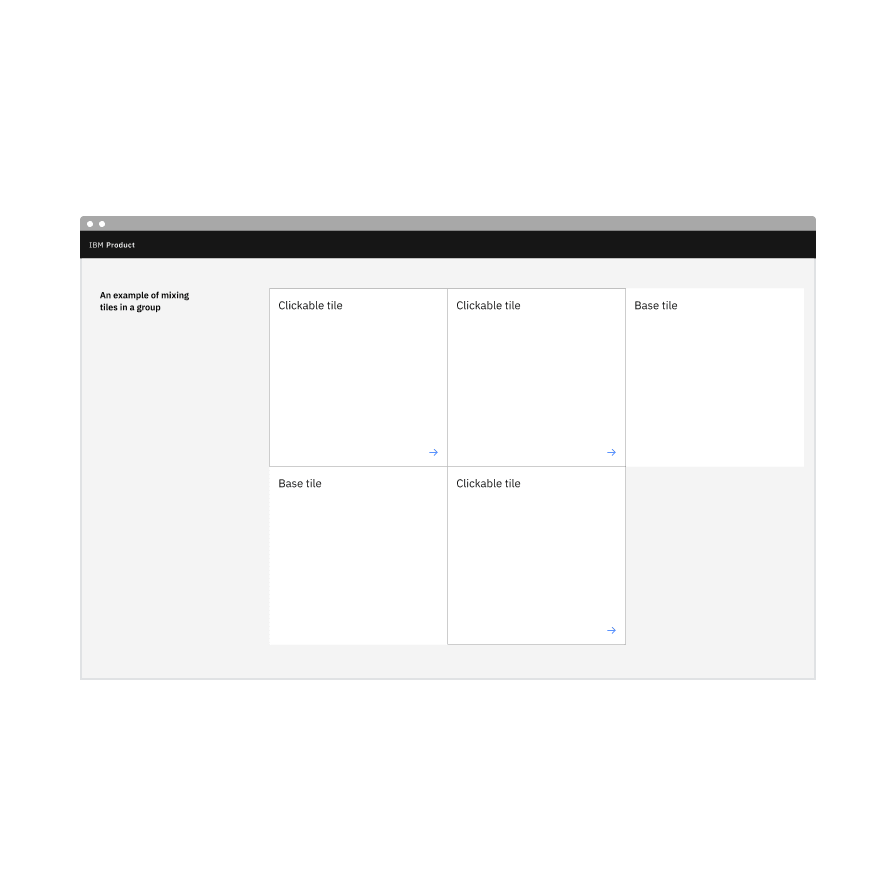 IBM Product
An example of mixing
tiles in a group
Clickable tile
Clickable tile
Base tile
Base tile
Clickable tile